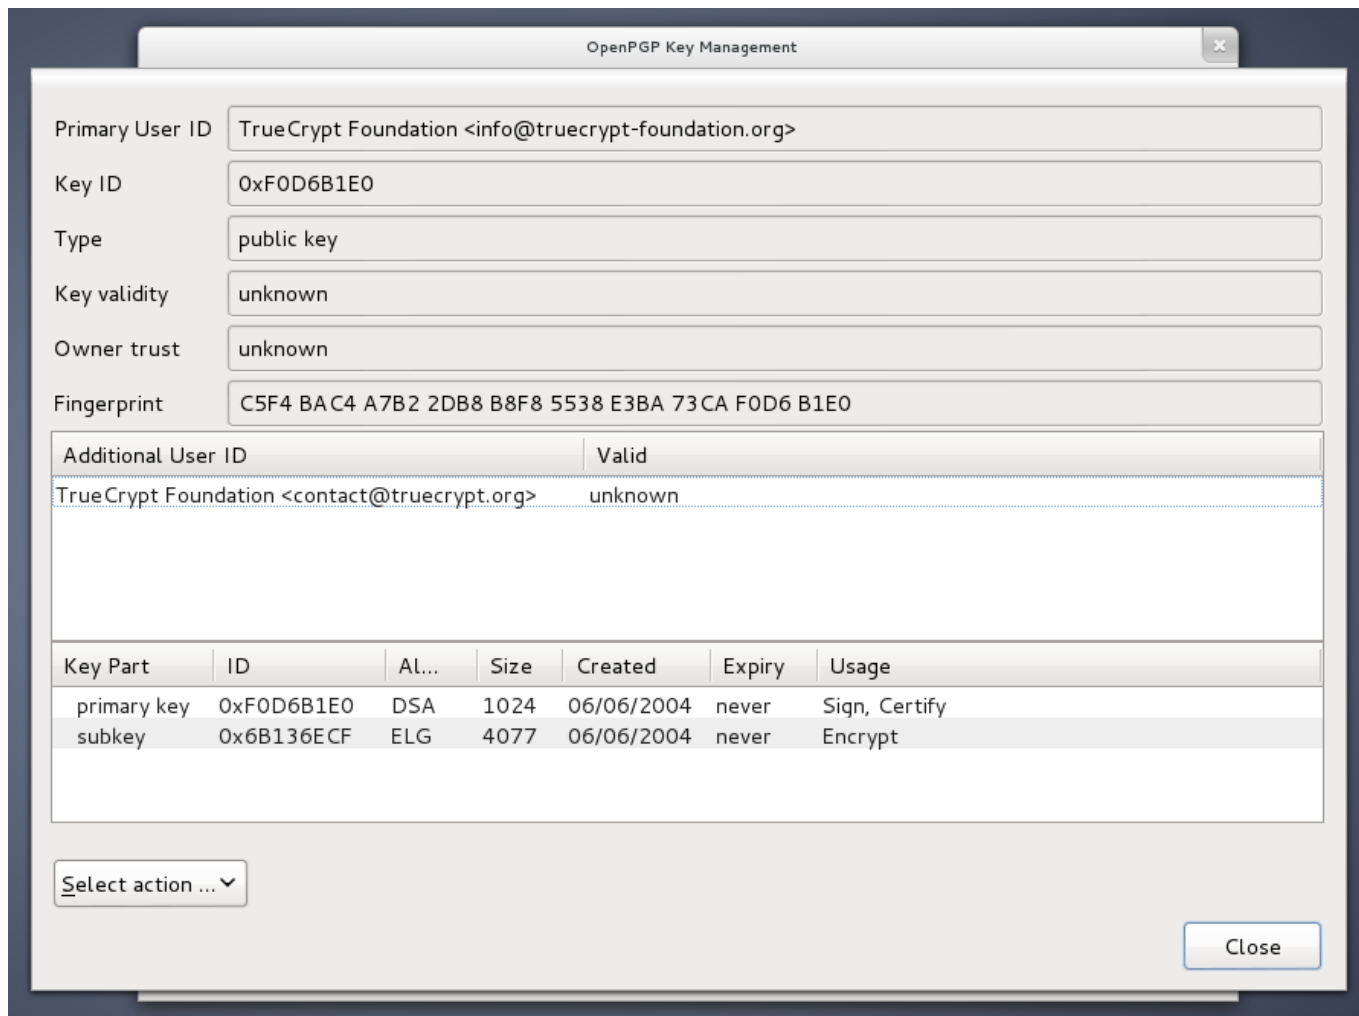 OpenPGP Key Management
Primary User ID TrueCrypt Foundation <info@truecrypt-foundation.org>
Key ID 0xF0D6B1E0
Type public key
Key validity unknown
Owner trust unknown
Fingerprint C5F4 BAC4 A7B2 2DB8 B8F8 5538 E3BA 73CA F0D6 B1E0
Additional User ID Valid
TrueCrypt Foundation <contact@truecrypt.org> unknown
Key Part ID Al... Size Created Expiry Usage
primary key 0xF0D6B1E0 DSA 1024 06/06/2004 never Sign, Certify
subkey 0x6B136ECF ELG 4077 06/06/2004 never Encrypt
Select action ...
Close